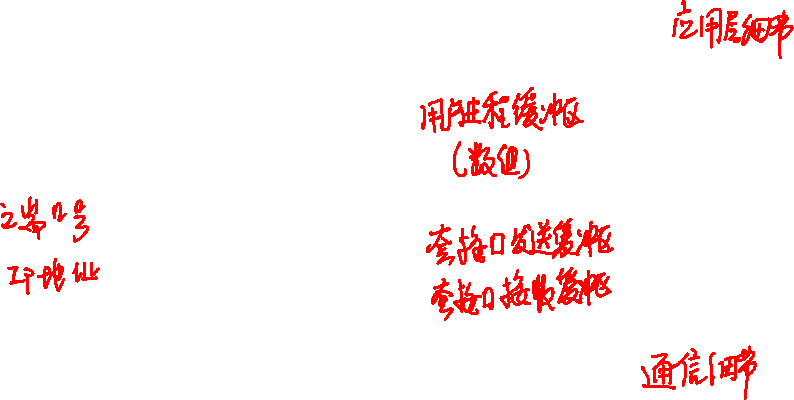 应用层细节
用户进程缓冲区
(数组)
端口号
IP地址
套接口发送缓冲区
套接口接收缓冲区
通信细节